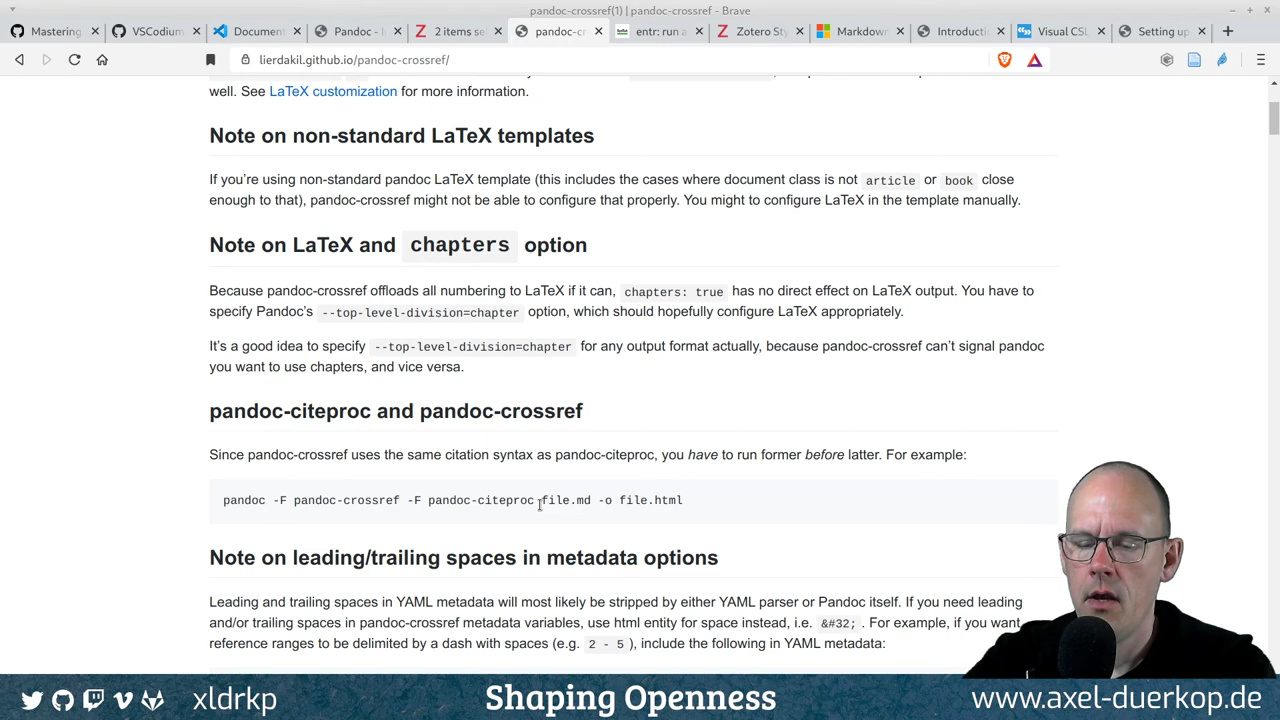 pandoc-crossref(1) | pandoc-crossref - Brave
Mastering
VSCodium
Document
Pandoc - I
2 items se
pandoc-cr
entr: run a
Zotero Sty
Markdown
Introducti
Visual CSL
Setting up
lierdakil.github.io/pandoc-crossref/
well. See LaTeX customization for more information.
Note on non-standard LaTeX templates
If you’re using non-standard pandoc LaTeX template (this includes the cases where document class is not article or book close
enough to that), pandoc-crossref might not be able to configure that properly. You might to configure LaTeX in the template manually.
Note on LaTeX and chapters option
Because pandoc-crossref offloads all numbering to LaTeX if it can, chapters: true has no direct effect on LaTeX output. You have to
specify Pandoc’s --top-level-division=chapter option, which should hopefully configure LaTeX appropriately.
It’s a good idea to specify --top-level-division=chapter for any output format actually, because pandoc-crossref can’t signal pandoc
you want to use chapters, and vice versa.
pandoc-citeproc and pandoc-crossref
Since pandoc-crossref uses the same citation syntax as pandoc-citeproc, you have to run former before latter. For example:
pandoc -F pandoc-crossref -F pandoc-citeproc file.md -o file.html
Note on leading/trailing spaces in metadata options
Leading and trailing spaces in YAML metadata will most likely be stripped by either YAML parser or Pandoc itself. If you need leading
and/or trailing spaces in pandoc-crossref metadata variables, use html entity for space instead, i.e. &#32; . For example, if you want
reference ranges to be delimited by a dash with spaces (e.g. 2 - 5 ), include the following in YAML metadata:
xldrkp
Shaping Openness
www.axel-duerkop.de